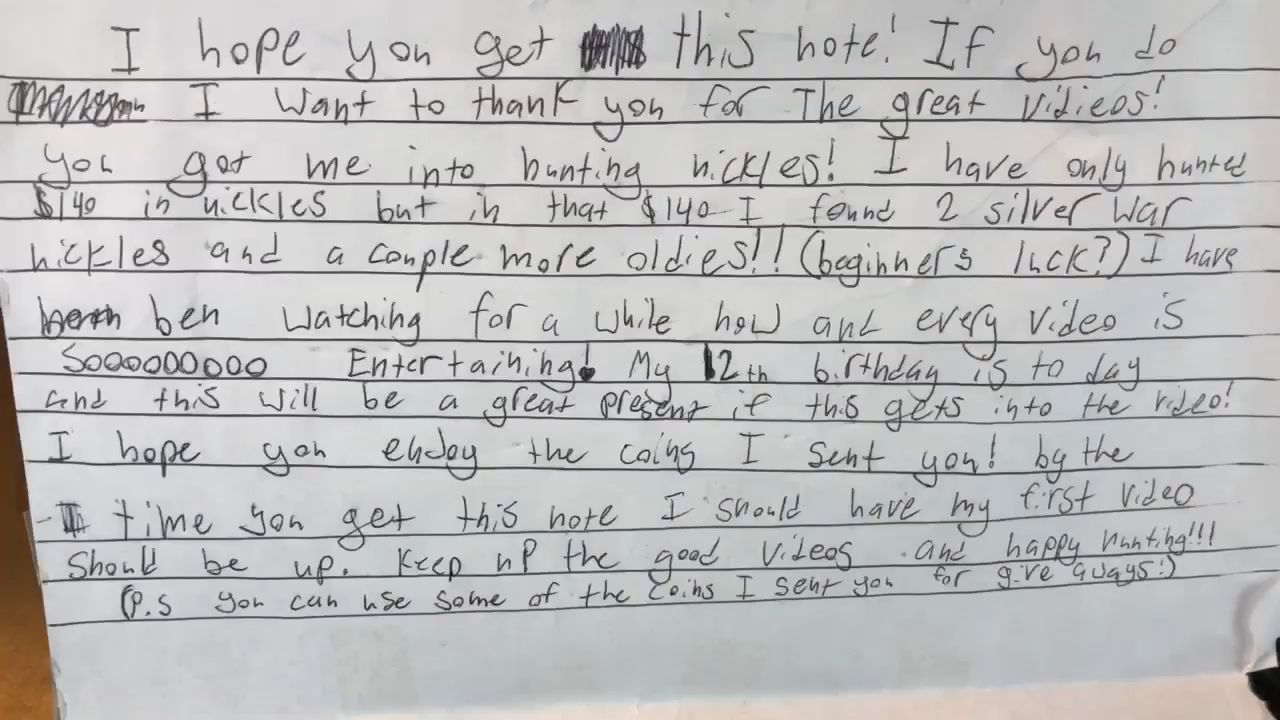 I hope you get this note! If you do
I want to thank you for The great vidieos!
you got me into hunting nickles! I have only hunted
$140 in nickles but in that $140 I found 2 silver war
nickles and a couple more oldies!! (beginners luck?) I have
ben watching for a while now and every video is
Sooooooooo Entertaining! My 12th birthday is to day
and this will be a great present if this gets into the video!
I hope you enjoy the coins I sent you! by the
time you get this note I should have my first video
Should be up. Keep up the good videos and happy hunting!!!
(P.S you can use some of the coins I sent you for give aways!)